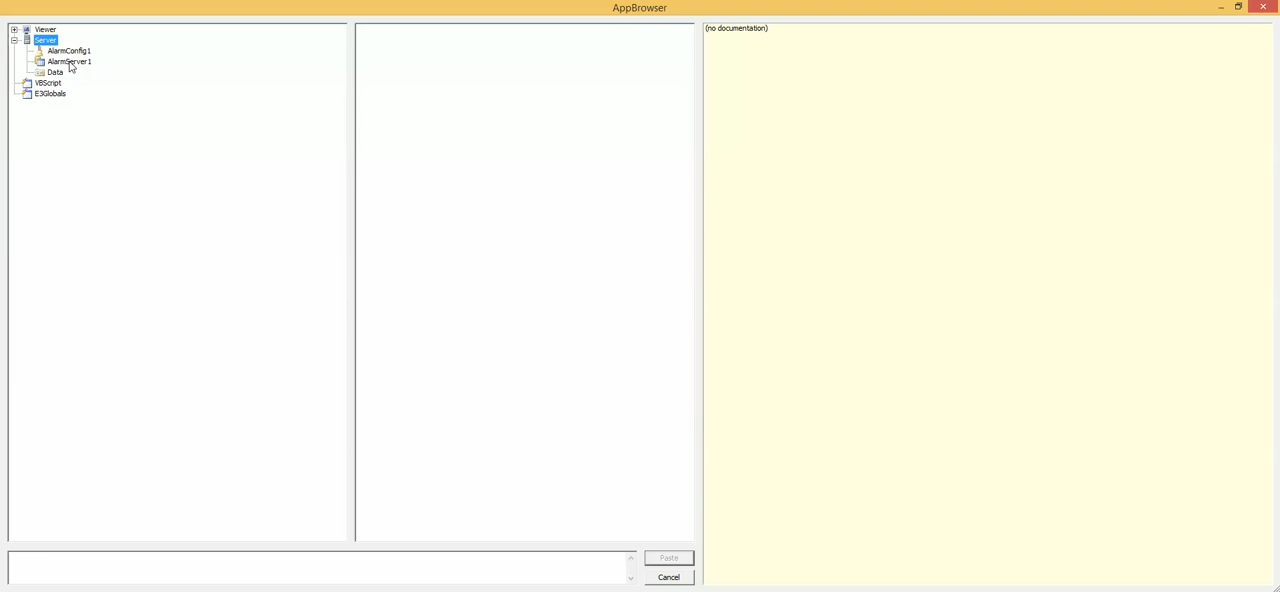 AppBrowser
Viewer
Server
AlarmConfig1
AlarmServer1
Data
VBScript
E3Globals
(no documentation)
Paste
Cancel